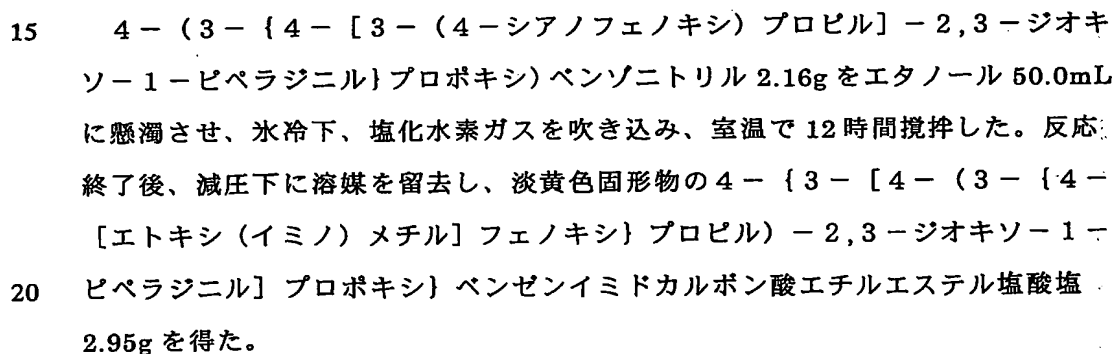 15 4－(3－{4－[3－(4－シアノフェノキシ)プロピル]－2,3－ジオキ
ソ－1－ピペラジニル}プロポキシ)ベンゾニトリル 2.16g をエタノール 50.0mL
に懸濁させ、氷冷下、塩化水素ガスを吹き込み、室温で 12 時間撹拌した。反応
終了後、減圧下に溶媒を留去し、淡黄色固形物の4－{3－[4－(3－{4－
[エトキシ(イミノ)メチル]フェノキシ}プロピル)－2,3－ジオキソ－1－
20 ピペラジニル]プロポキシ}ベンゼンイミドカルボン酸エチルエステル塩酸塩
2.95g を得た。